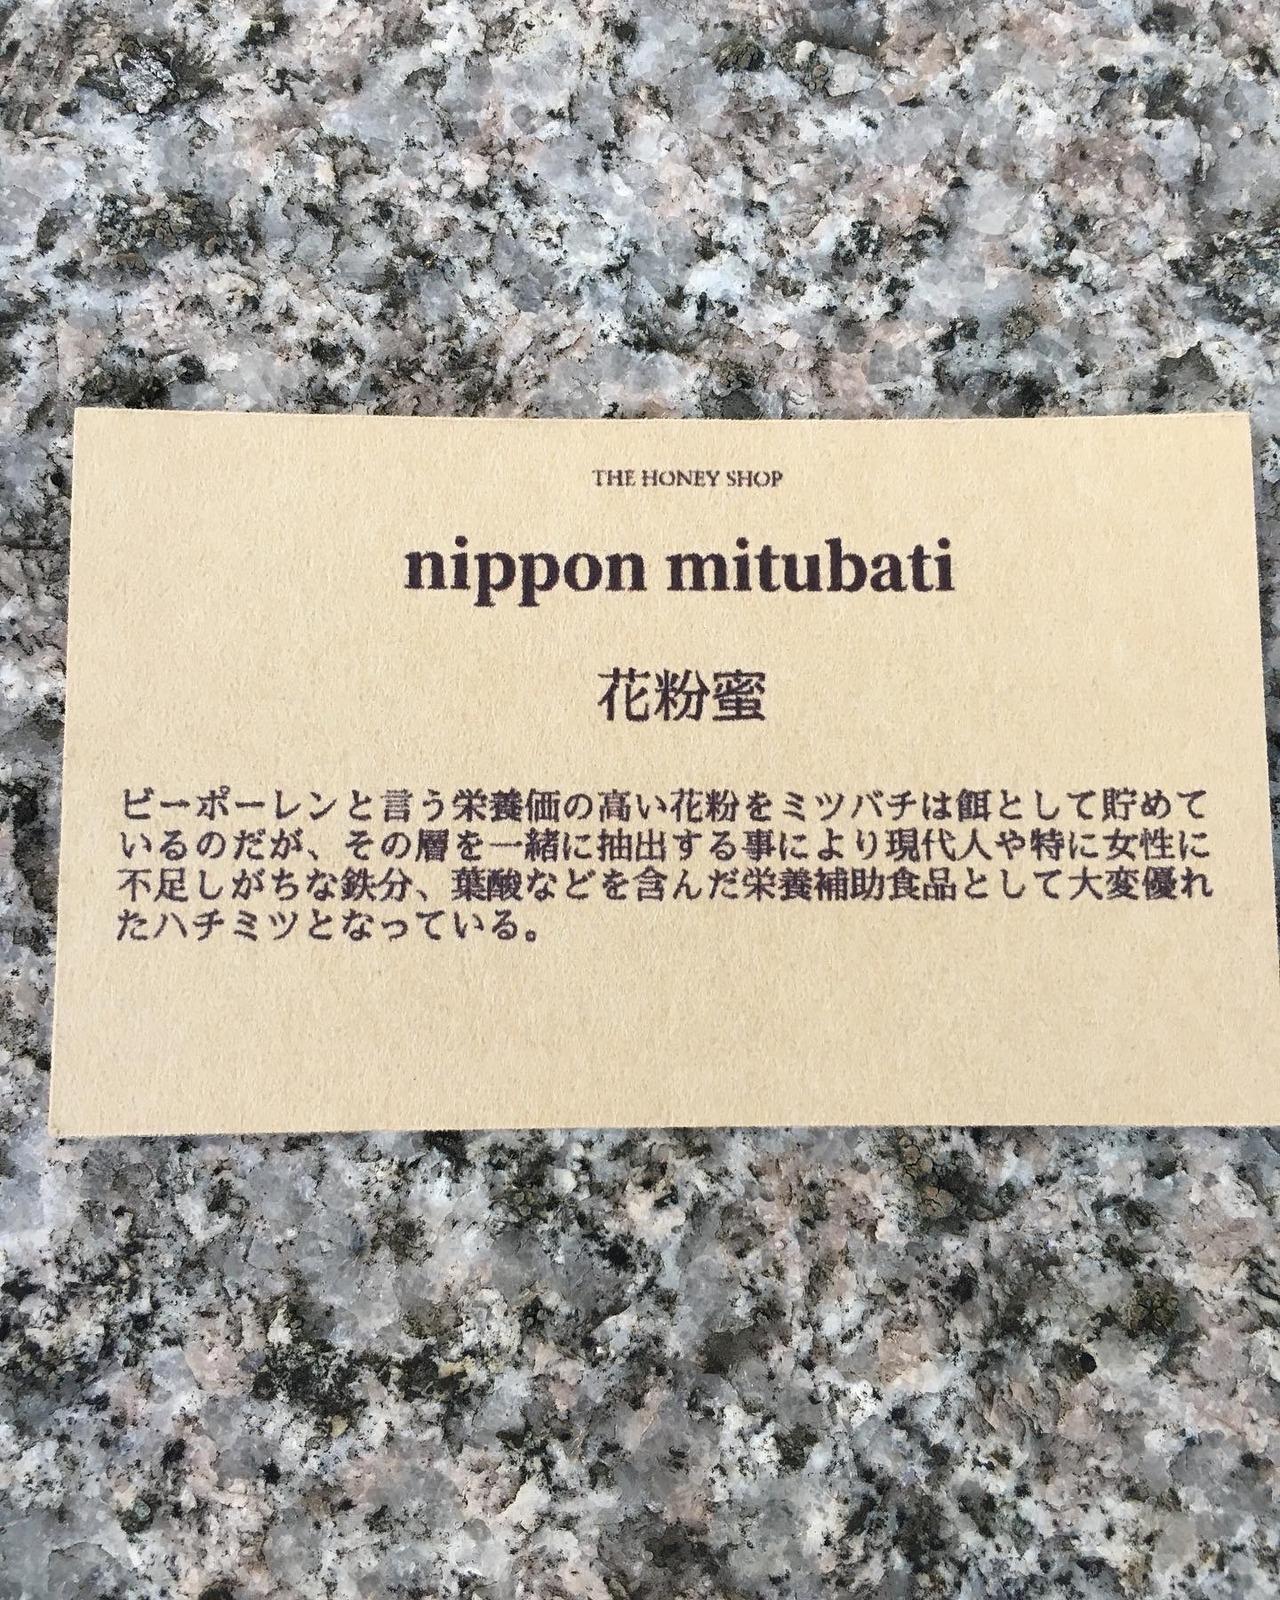 THE HONEY SHOP
nippon mitubati
花粉蜜
ビーポーレンと言う栄養価の高い花粉をミツバチは餌として貯めて
いるのだが、その層を一緒に抽出する事により現代人や特に女性に
不足しがちな鉄分、葉酸などを含んだ栄養補助食品として大変優れ
たハチミツとなっている。